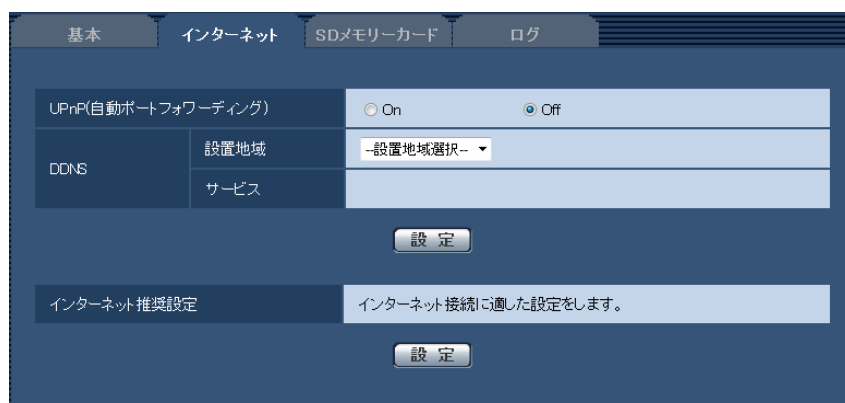 基本 インターネット SDメモリーカード ログ
UPnP(自動ポートフォワーディング) On Off
DDNS 設置地域 --設置地域選択--
サービス
設 定
インターネット推奨設定 インターネット接続に適した設定をします。
設 定